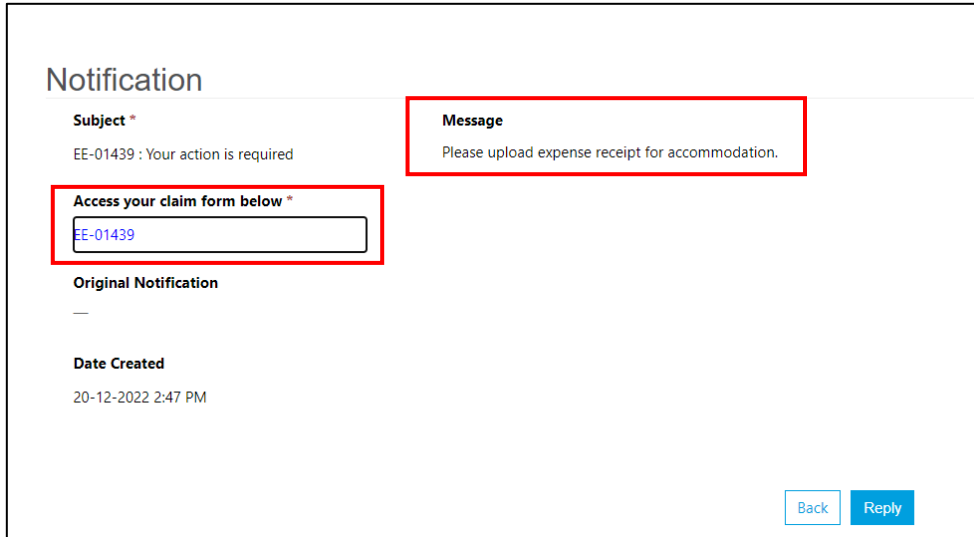 Notification
Subject *
EE-01439 : Your action is required
Message
Please upload expense receipt for accommodation.
Access your claim form below *
EE-01439
Original Notification
—
Date Created
20-12-2022 2:47 PM
Back
Reply